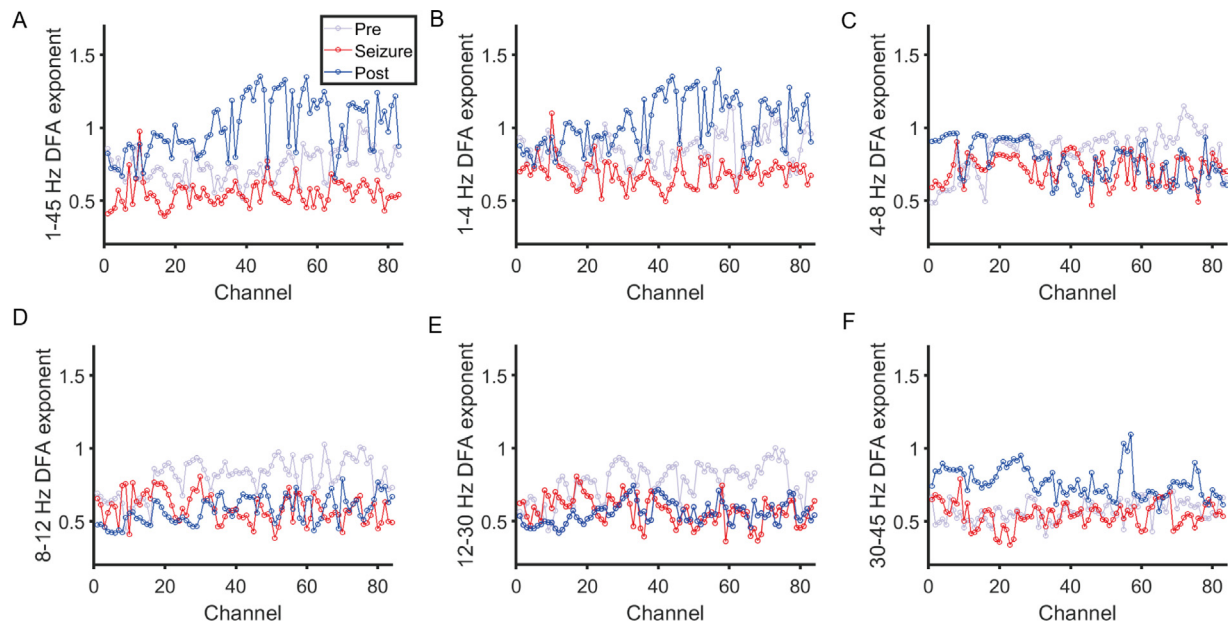 A
1-45 Hz DFA exponent
1.5
1
0.5
0
20
40
60
80
Channel
Pre
Seizure
Post
B
1-4 Hz DFA exponent
1.5
1
0.5
0
20
40
60
80
Channel
C
4-8 Hz DFA exponent
1.5
1
0.5
0
20
40
60
80
Channel
D
8-12 Hz DFA exponent
1.5
1
0.5
0
20
40
60
80
Channel
E
12-30 Hz DFA exponent
1.5
1
0.5
0
20
40
60
80
Channel
F
30-45 Hz DFA exponent
1.5
1
0.5
0
20
40
60
80
Channel